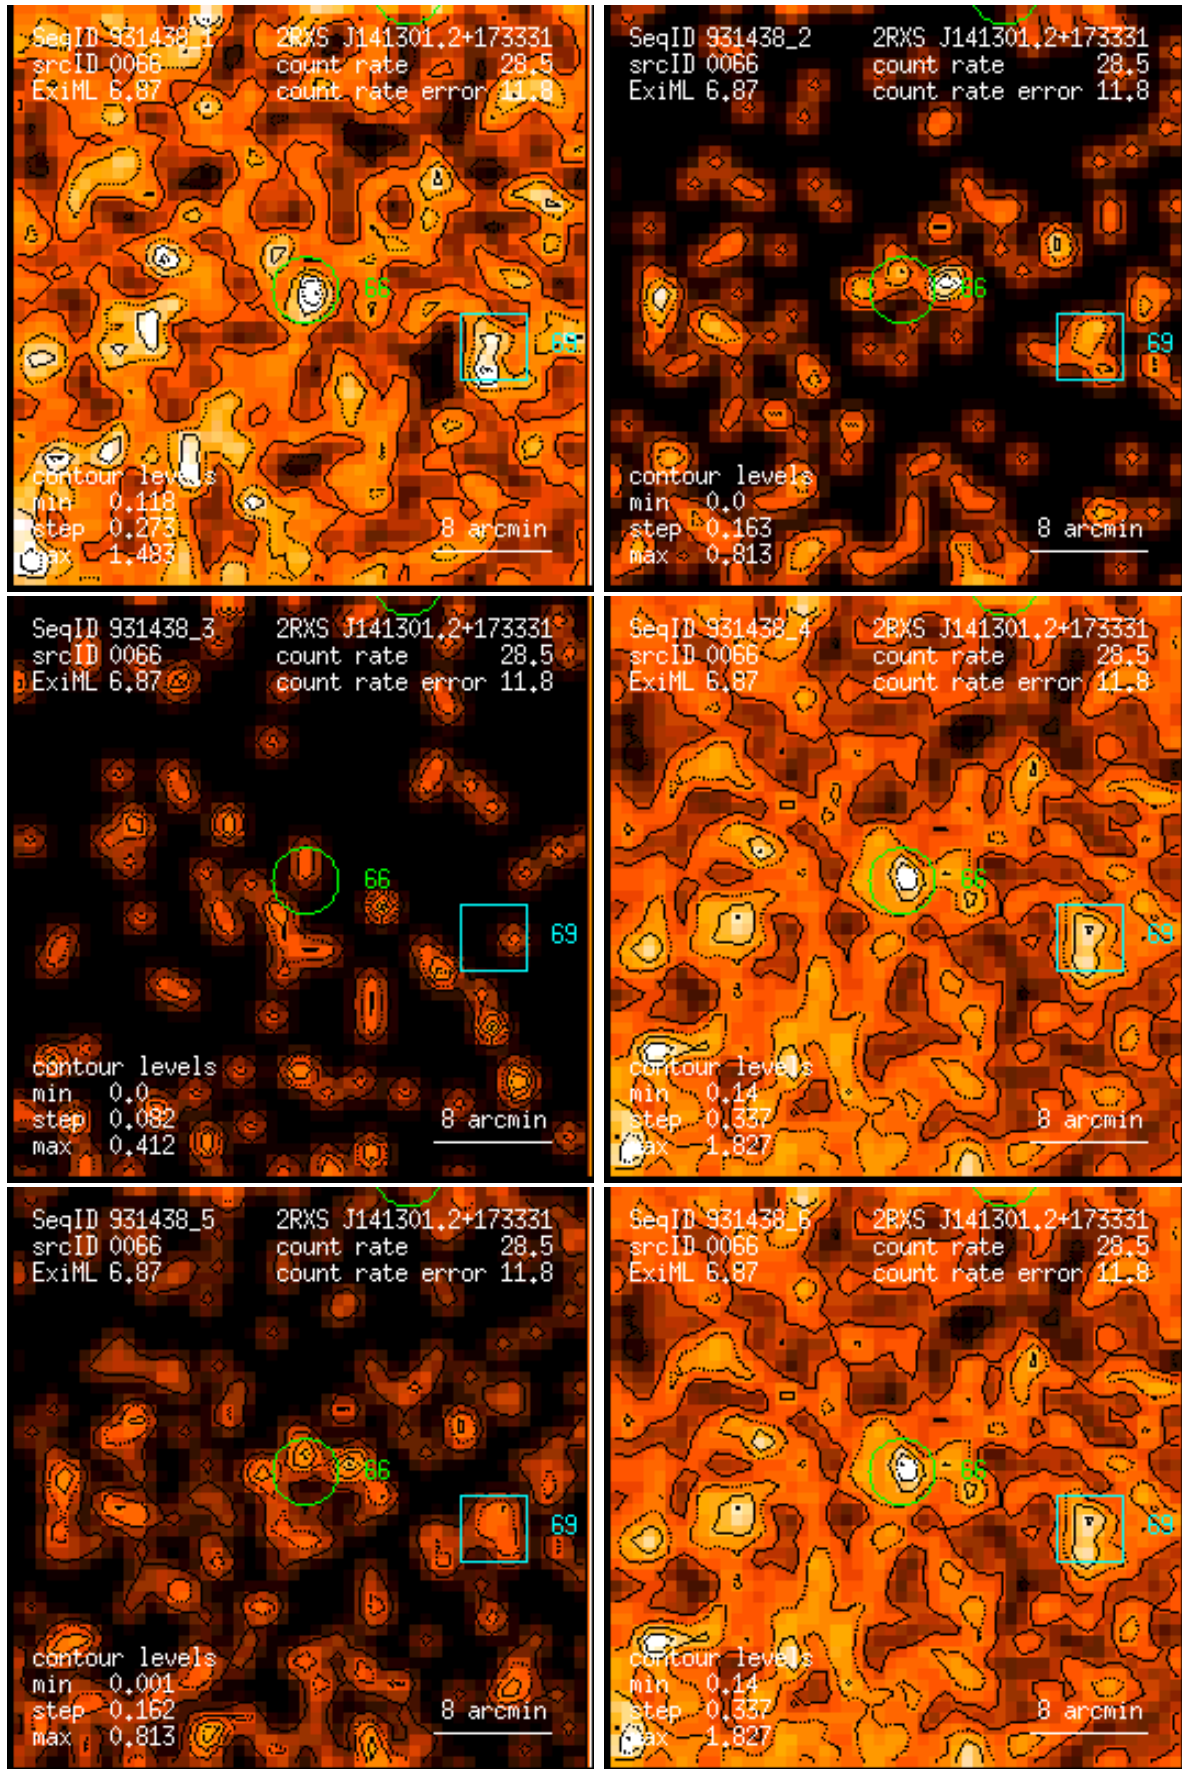 SeqID 931438_1 2RXS J141301.2+173331
srcID 0066 count rate 28.5
ExiML 6.87 count rate error 11.8
66
69
contour levels
min 0.118
step 0.273
max 1.483
8 arcmin
SeqID 931438_2 2RXS J141301.2+173331
srcID 0066 count rate 28.5
ExiML 6.87 count rate error 11.8
66
69
contour levels
min 0.0
step 0.163
max 0.813
8 arcmin
SeqID 931438_3 2RXS J141301.2+173331
srcID 0066 count rate 28.5
ExiML 6.87 count rate error 11.8
66
69
contour levels
min 0.0
step 0.082
max 0.412
8 arcmin
SeqID 931438_4 2RXS J141301.2+173331
srcID 0066 count rate 28.5
ExiML 6.87 count rate error 11.8
66
69
contour levels
min 0.14
step 0.337
max 1.827
8 arcmin
SeqID 931438_5 2RXS J141301.2+173331
srcID 0066 count rate 28.5
ExiML 6.87 count rate error 11.8
66
69
contour levels
min 0.001
step 0.162
max 0.813
8 arcmin
SeqID 931438_6 2RXS J141301.2+173331
srcID 0066 count rate 28.5
ExiML 6.87 count rate error 11.8
66
69
contour levels
min 0.14
step 0.337
max 1.827
8 arcmin